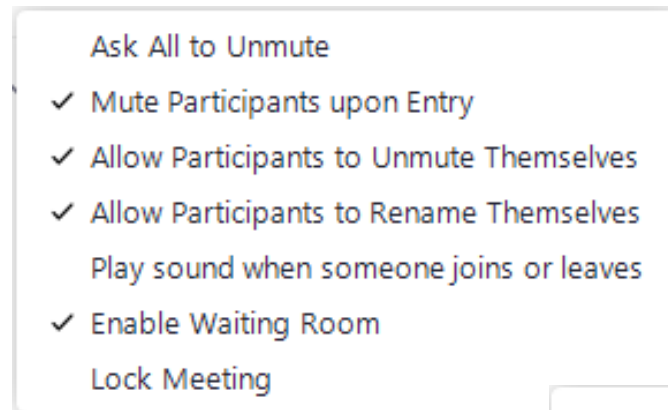 Ask All to Unmute
✓ Mute Participants upon Entry
✓ Allow Participants to Unmute Themselves
✓ Allow Participants to Rename Themselves
Play sound when someone joins or leaves
✓ Enable Waiting Room
Lock Meeting